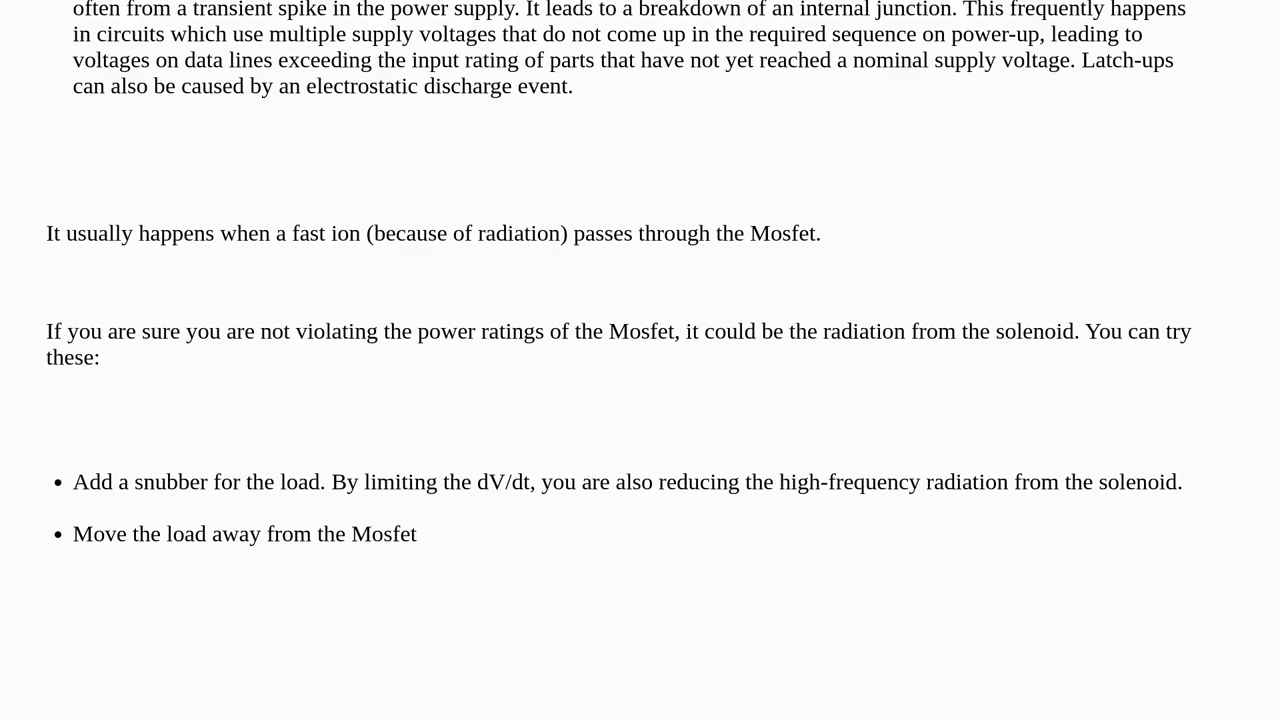 often from a transient spike in the power supply. It leads to a breakdown of an internal junction. This frequently happens
in circuits which use multiple supply voltages that do not come up in the required sequence on power-up, leading to
voltages on data lines exceeding the input rating of parts that have not yet reached a nominal supply voltage. Latch-ups
can also be caused by an electrostatic discharge event.
It usually happens when a fast ion (because of radiation) passes through the Mosfet.
If you are sure you are not violating the power ratings of the Mosfet, it could be the radiation from the solenoid. You can try
these:
• Add a snubber for the load. By limiting the dV/dt, you are also reducing the high-frequency radiation from the solenoid.
• Move the load away from the Mosfet